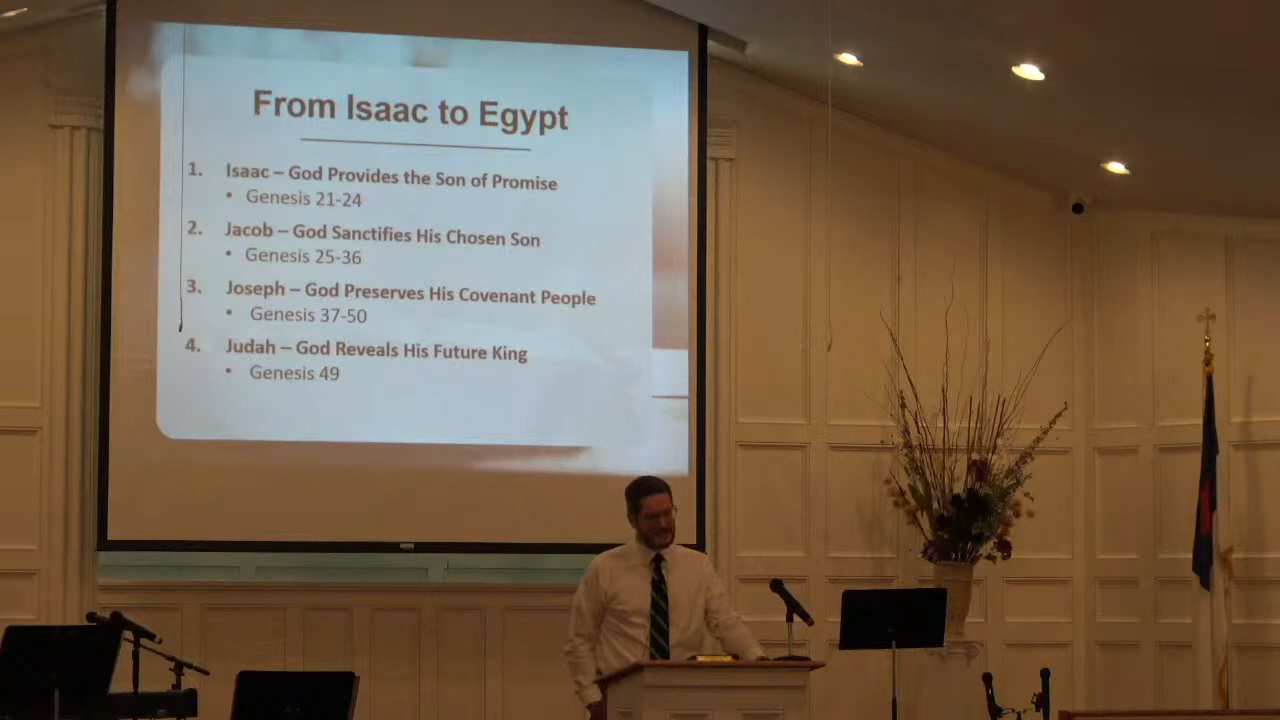 From Isaac to Egypt
1. Isaac – God Provides the Son of Promise
• Genesis 21-24
2. Jacob – God Sanctifies His Chosen Son
• Genesis 25-36
3. Joseph – God Preserves His Covenant People
• Genesis 37-50
4. Judah – God Reveals His Future King
• Genesis 49